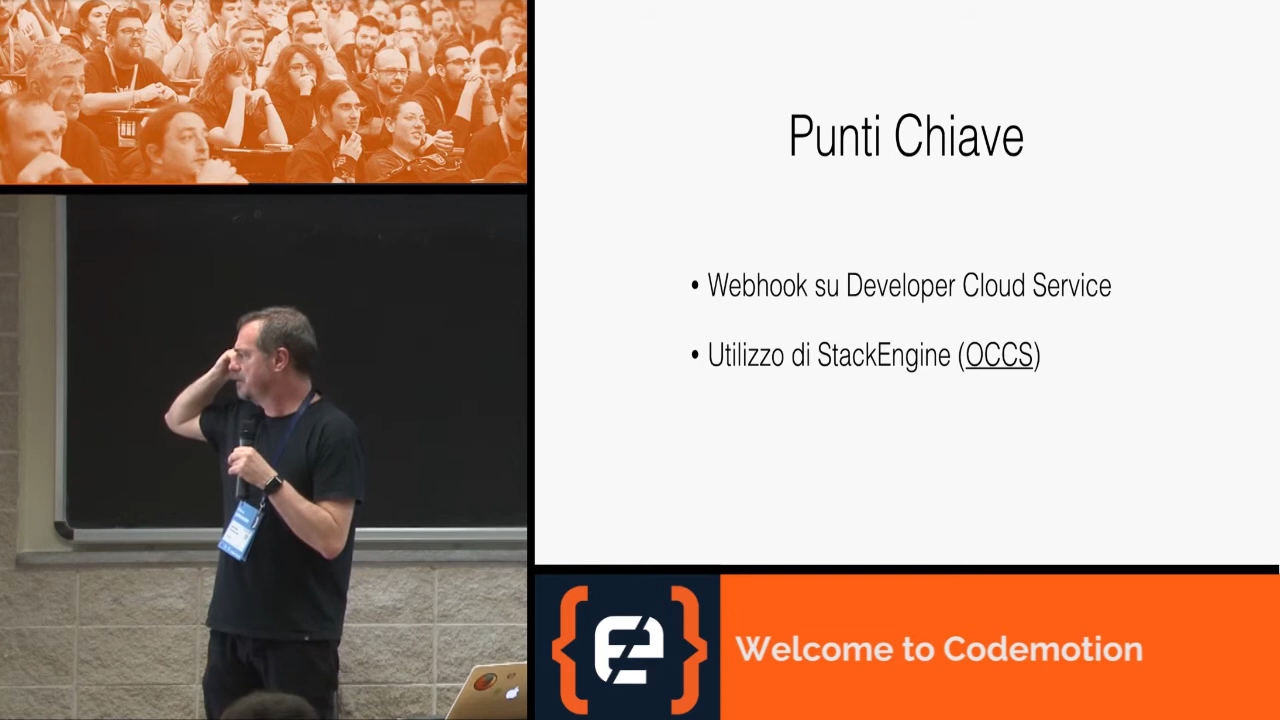 Punti Chiave
• Webhook su Developer Cloud Service
• Utilizzo di StackEngine (OCCS)
Welcome to Codemotion